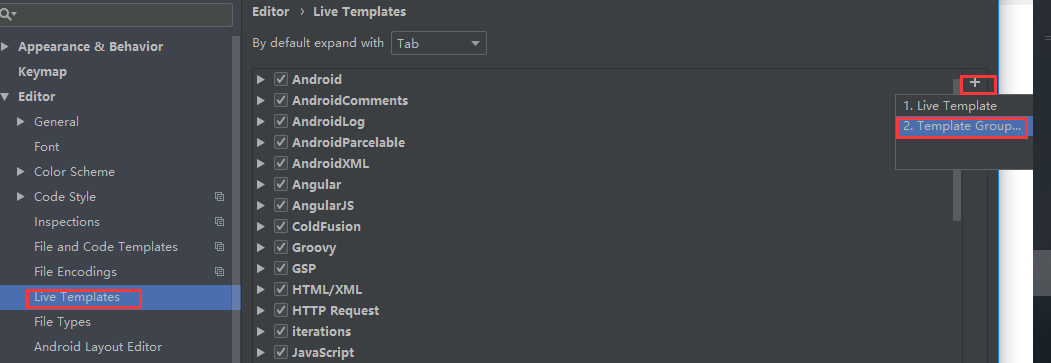 Appearance & Behavior
Keymap
Editor
General
Font
Color Scheme
Code Style
Inspections
File and Code Templates
File Encodings
Live Templates
File Types
Android Layout Editor
Editor › Live Templates
By default expand with Tab
Android
AndroidComments
AndroidLog
AndroidParcelable
AndroidXML
Angular
AngularJS
ColdFusion
Groovy
GSP
HTML/XML
HTTP Request
iterations
JavaScript
+
1. Live Template
2. Template Group...